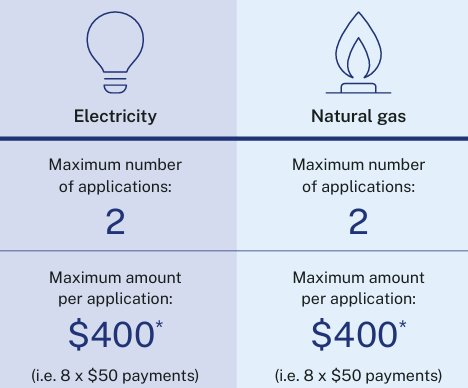 Electricity
Maximum number
of applications:
2
Maximum amount
per application:
$400*
(i.e. 8 x $50 payments)
Natural gas
Maximum number
of applications:
2
Maximum amount
per application:
$400*
(i.e. 8 x $50 payments)